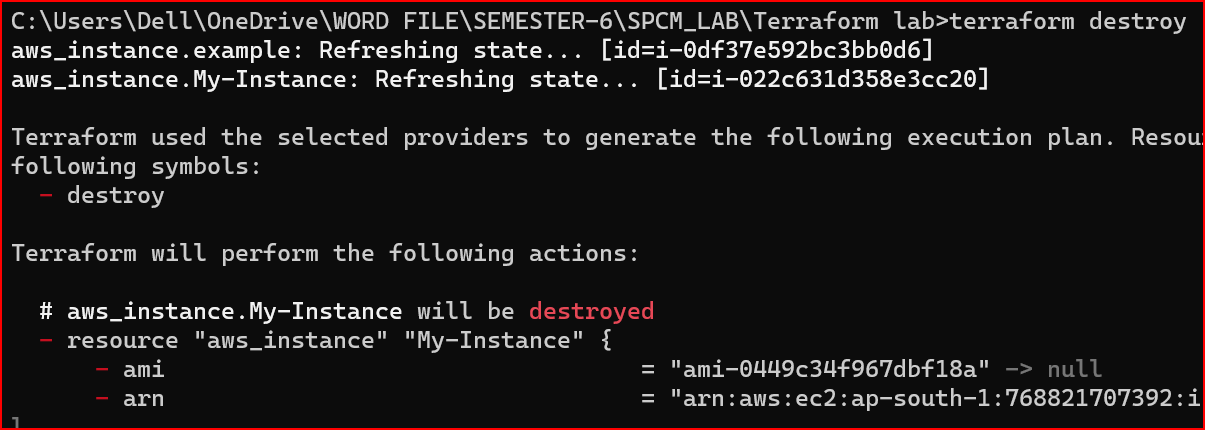 C:\Users\Dell\OneDrive\WORD FILE\SEMESTER-6\SPCM_LAB\Terraform lab>terraform destroy
aws_instance.example: Refreshing state... [id=i-0df37e592bc3bb0d6]
aws_instance.My-Instance: Refreshing state... [id=i-022c631d358e3cc20]
Terraform used the selected providers to generate the following execution plan. Resou
following symbols:
- destroy
Terraform will perform the following actions:
# aws_instance.My-Instance will be destroyed
- resource "aws_instance" "My-Instance" {
- ami = "ami-0449c34f967dbf18a" -> null
- arn = "arn:aws:ec2:ap-south-1:768821707392:i